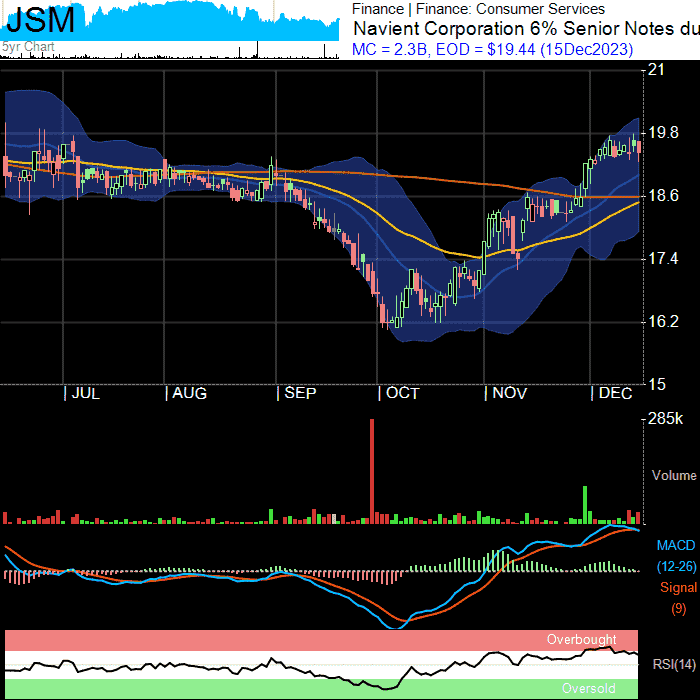 JSM
5yr Chart
Finance | Finance: Consumer Services
Navient Corporation 6% Senior Notes du
MC = 2.3B, EOD = $19.44 (15Dec2023)
21
19.8
18.6
17.4
16.2
15
| JUL | AUG | SEP | OCT | NOV | DEC
285k
Volume
MACD
(12-26)
Signal
(9)
Overbought
RSI(14)
Oversold